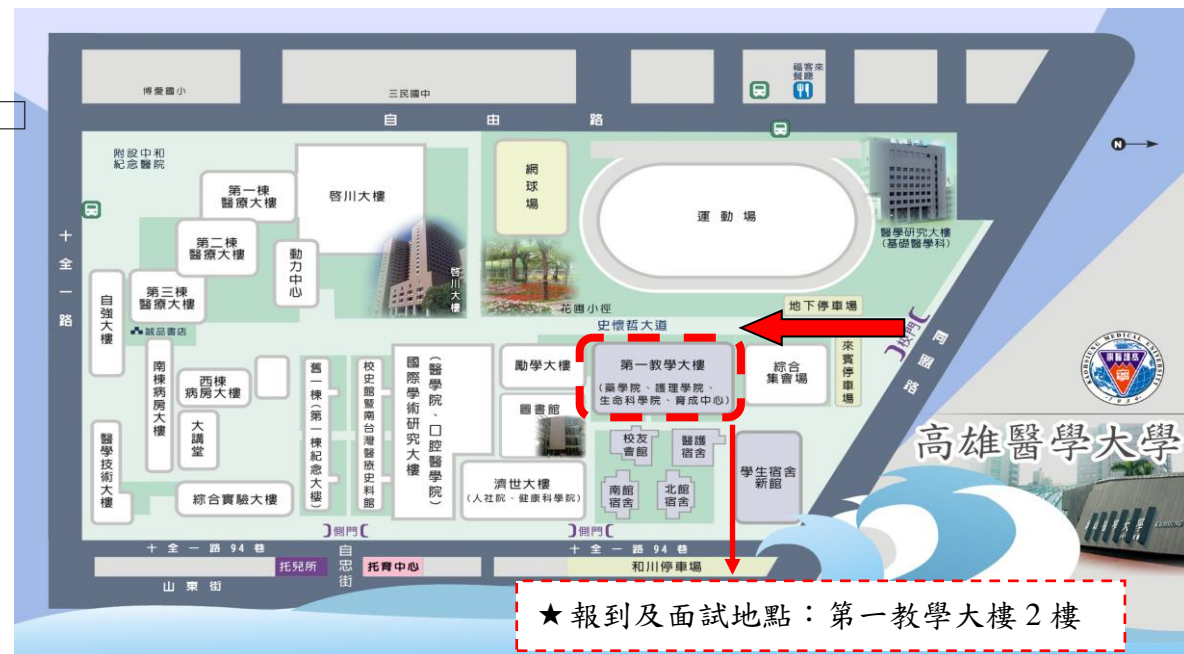 博愛國小
三民國中
福客來
餐廳
自由路
N
附設中和
紀念醫院
第一棟
醫療大樓
啓川大樓
網球場
運動場
醫學研究大樓
(基礎醫學科)
第二棟
醫療大樓
動力中心
啓川大樓
十全一路
自強大樓
第三棟
醫療大樓
誠品書店
花圃小徑
史懷哲大道
地下停車場
校門
同盟路
來賓停車場
南棟病房大樓
西棟
病房大樓
大講堂
舊一棟(第一棟紀念大樓)
校史館暨南台灣醫療史料館
國際學術研究大樓
(醫學院、口腔醫學院)
勵學大樓
第一教學大樓
(藥學院、護理學院、
生命科學院、育成中心)
綜合
集會場
圖書館
校友
會館
醫護
宿舍
醫學技術大樓
綜合實驗大樓
濟世大樓
(人社院、健康科學院)
南館
宿舍
北館
宿舍
學生宿舍
新館
側門
側門
十全一路94巷
自忠街
十全一路94巷
托兒所
托育中心
和川停車場
山東街
KAOHSIUNG MEDICAL UNIVERSITY
1954
高雄醫學大學
★報到及面試地點：第一教學大樓2樓